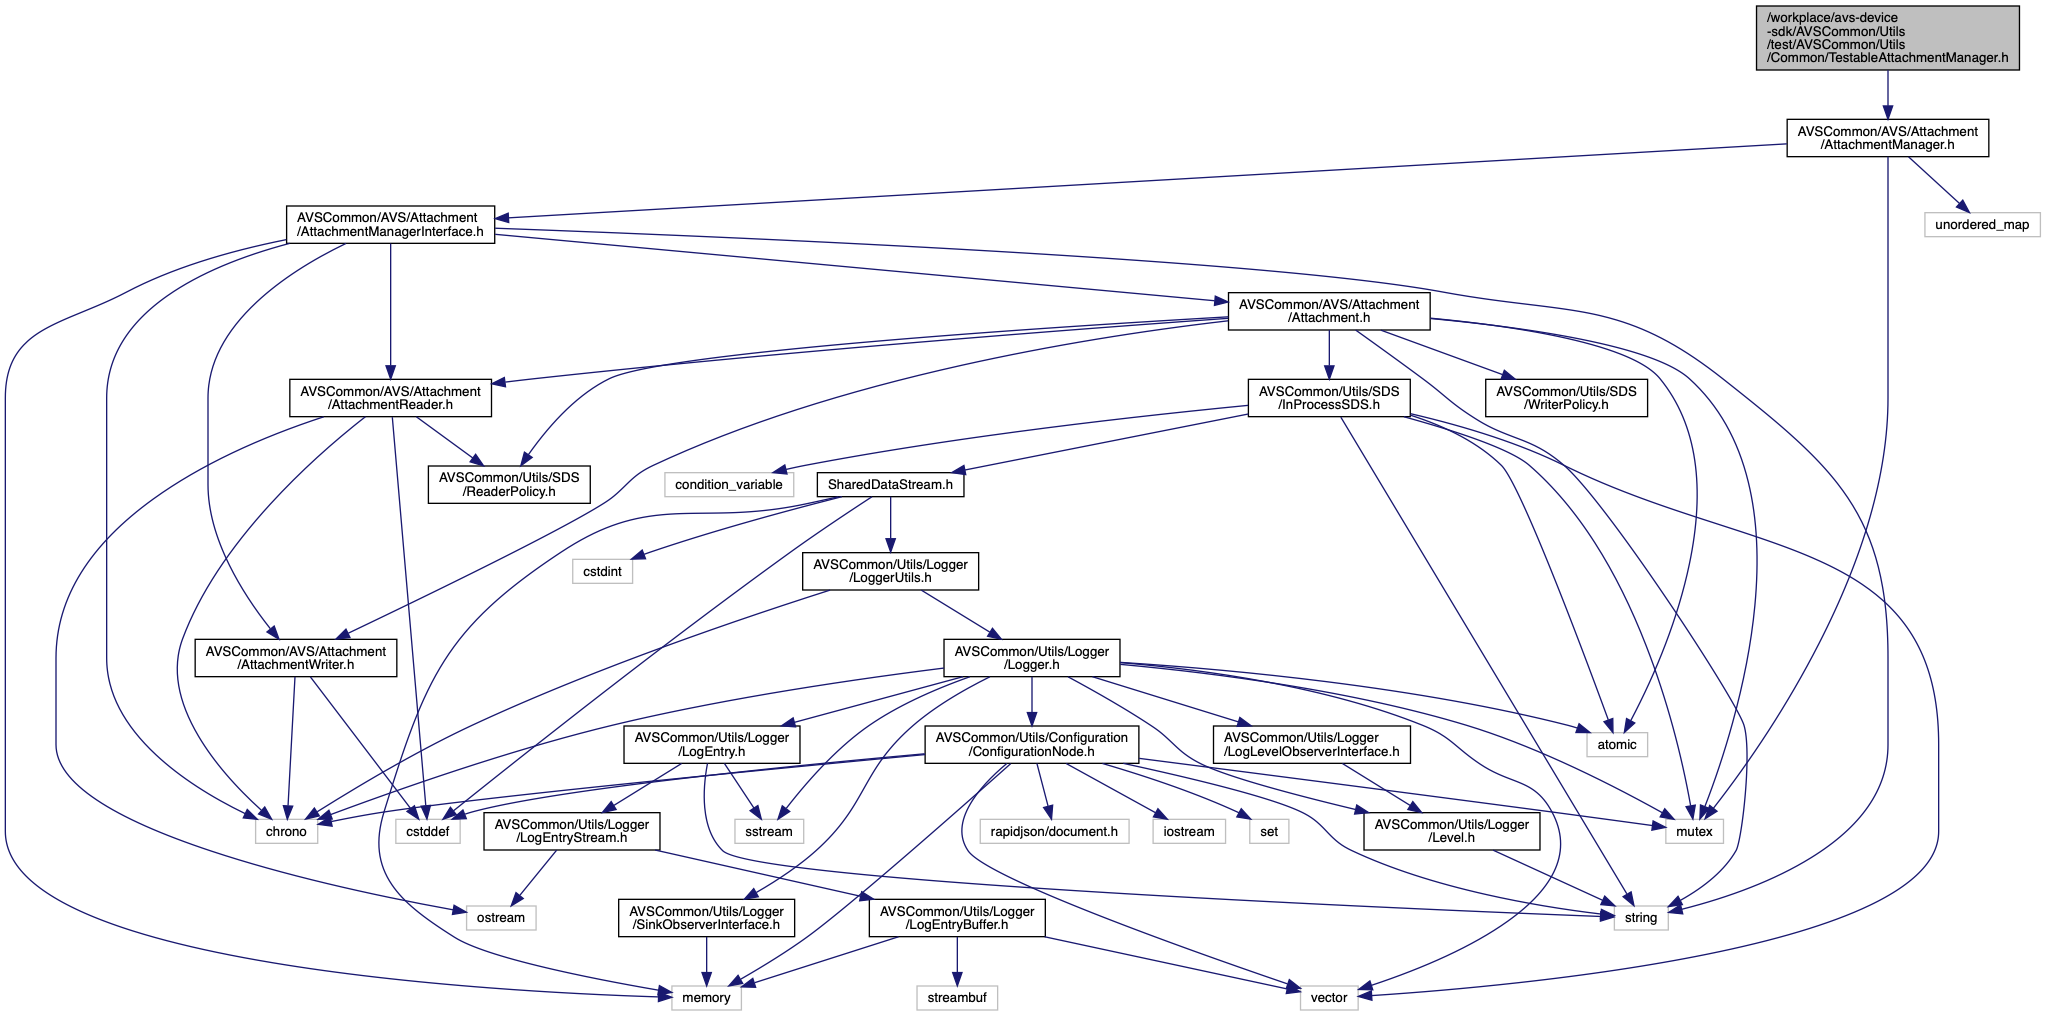 /workplace/avs-device
-sdk/AVSCommon/Utils
/test/AVSCommon/Utils
/Common/TestableAttachmentManager.h
AVSCommon/AVS/Attachment
/AttachmentManager.h
AVSCommon/AVS/Attachment
/AttachmentManagerInterface.h
unordered_map
AVSCommon/AVS/Attachment
/Attachment.h
AVSCommon/AVS/Attachment
/AttachmentReader.h
AVSCommon/Utils/SDS
/InProcessSDS.h
AVSCommon/Utils/SDS
/WriterPolicy.h
AVSCommon/Utils/SDS
/ReaderPolicy.h
condition_variable
SharedDataStream.h
cstdint
AVSCommon/Utils/Logger
/LoggerUtils.h
AVSCommon/AVS/Attachment
/AttachmentWriter.h
AVSCommon/Utils/Logger
/Logger.h
AVSCommon/Utils/Logger
/LogEntry.h
AVSCommon/Utils/Configuration
/ConfigurationNode.h
AVSCommon/Utils/Logger
/LogLevelObserverInterface.h
atomic
chrono
cstddef
AVSCommon/Utils/Logger
/LogEntryStream.h
sstream
rapidjson/document.h
iostream
set
AVSCommon/Utils/Logger
/Level.h
mutex
ostream
AVSCommon/Utils/Logger
/SinkObserverInterface.h
AVSCommon/Utils/Logger
/LogEntryBuffer.h
string
memory
streambuf
vector